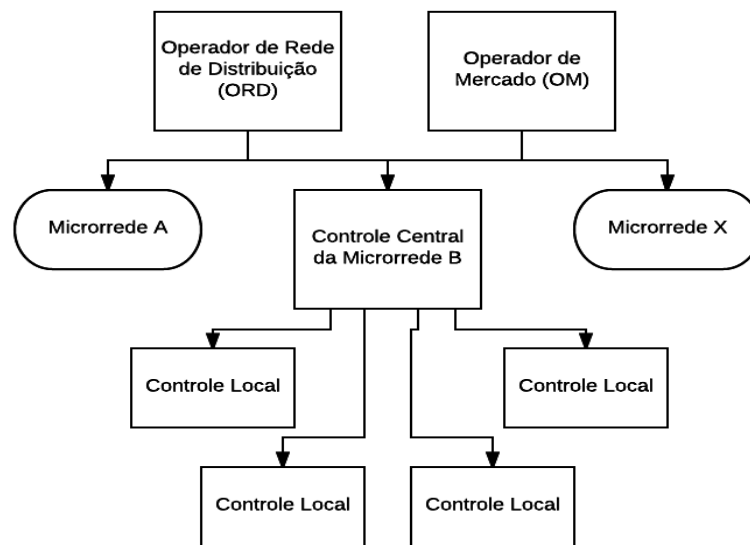 Operador de Rede
de Distribuição
(ORD)
Operador de
Mercado (OM)
Microrrede A
Controle Central
da Microrrede B
Microrrede X
Controle Local
Controle Local
Controle Local
Controle Local